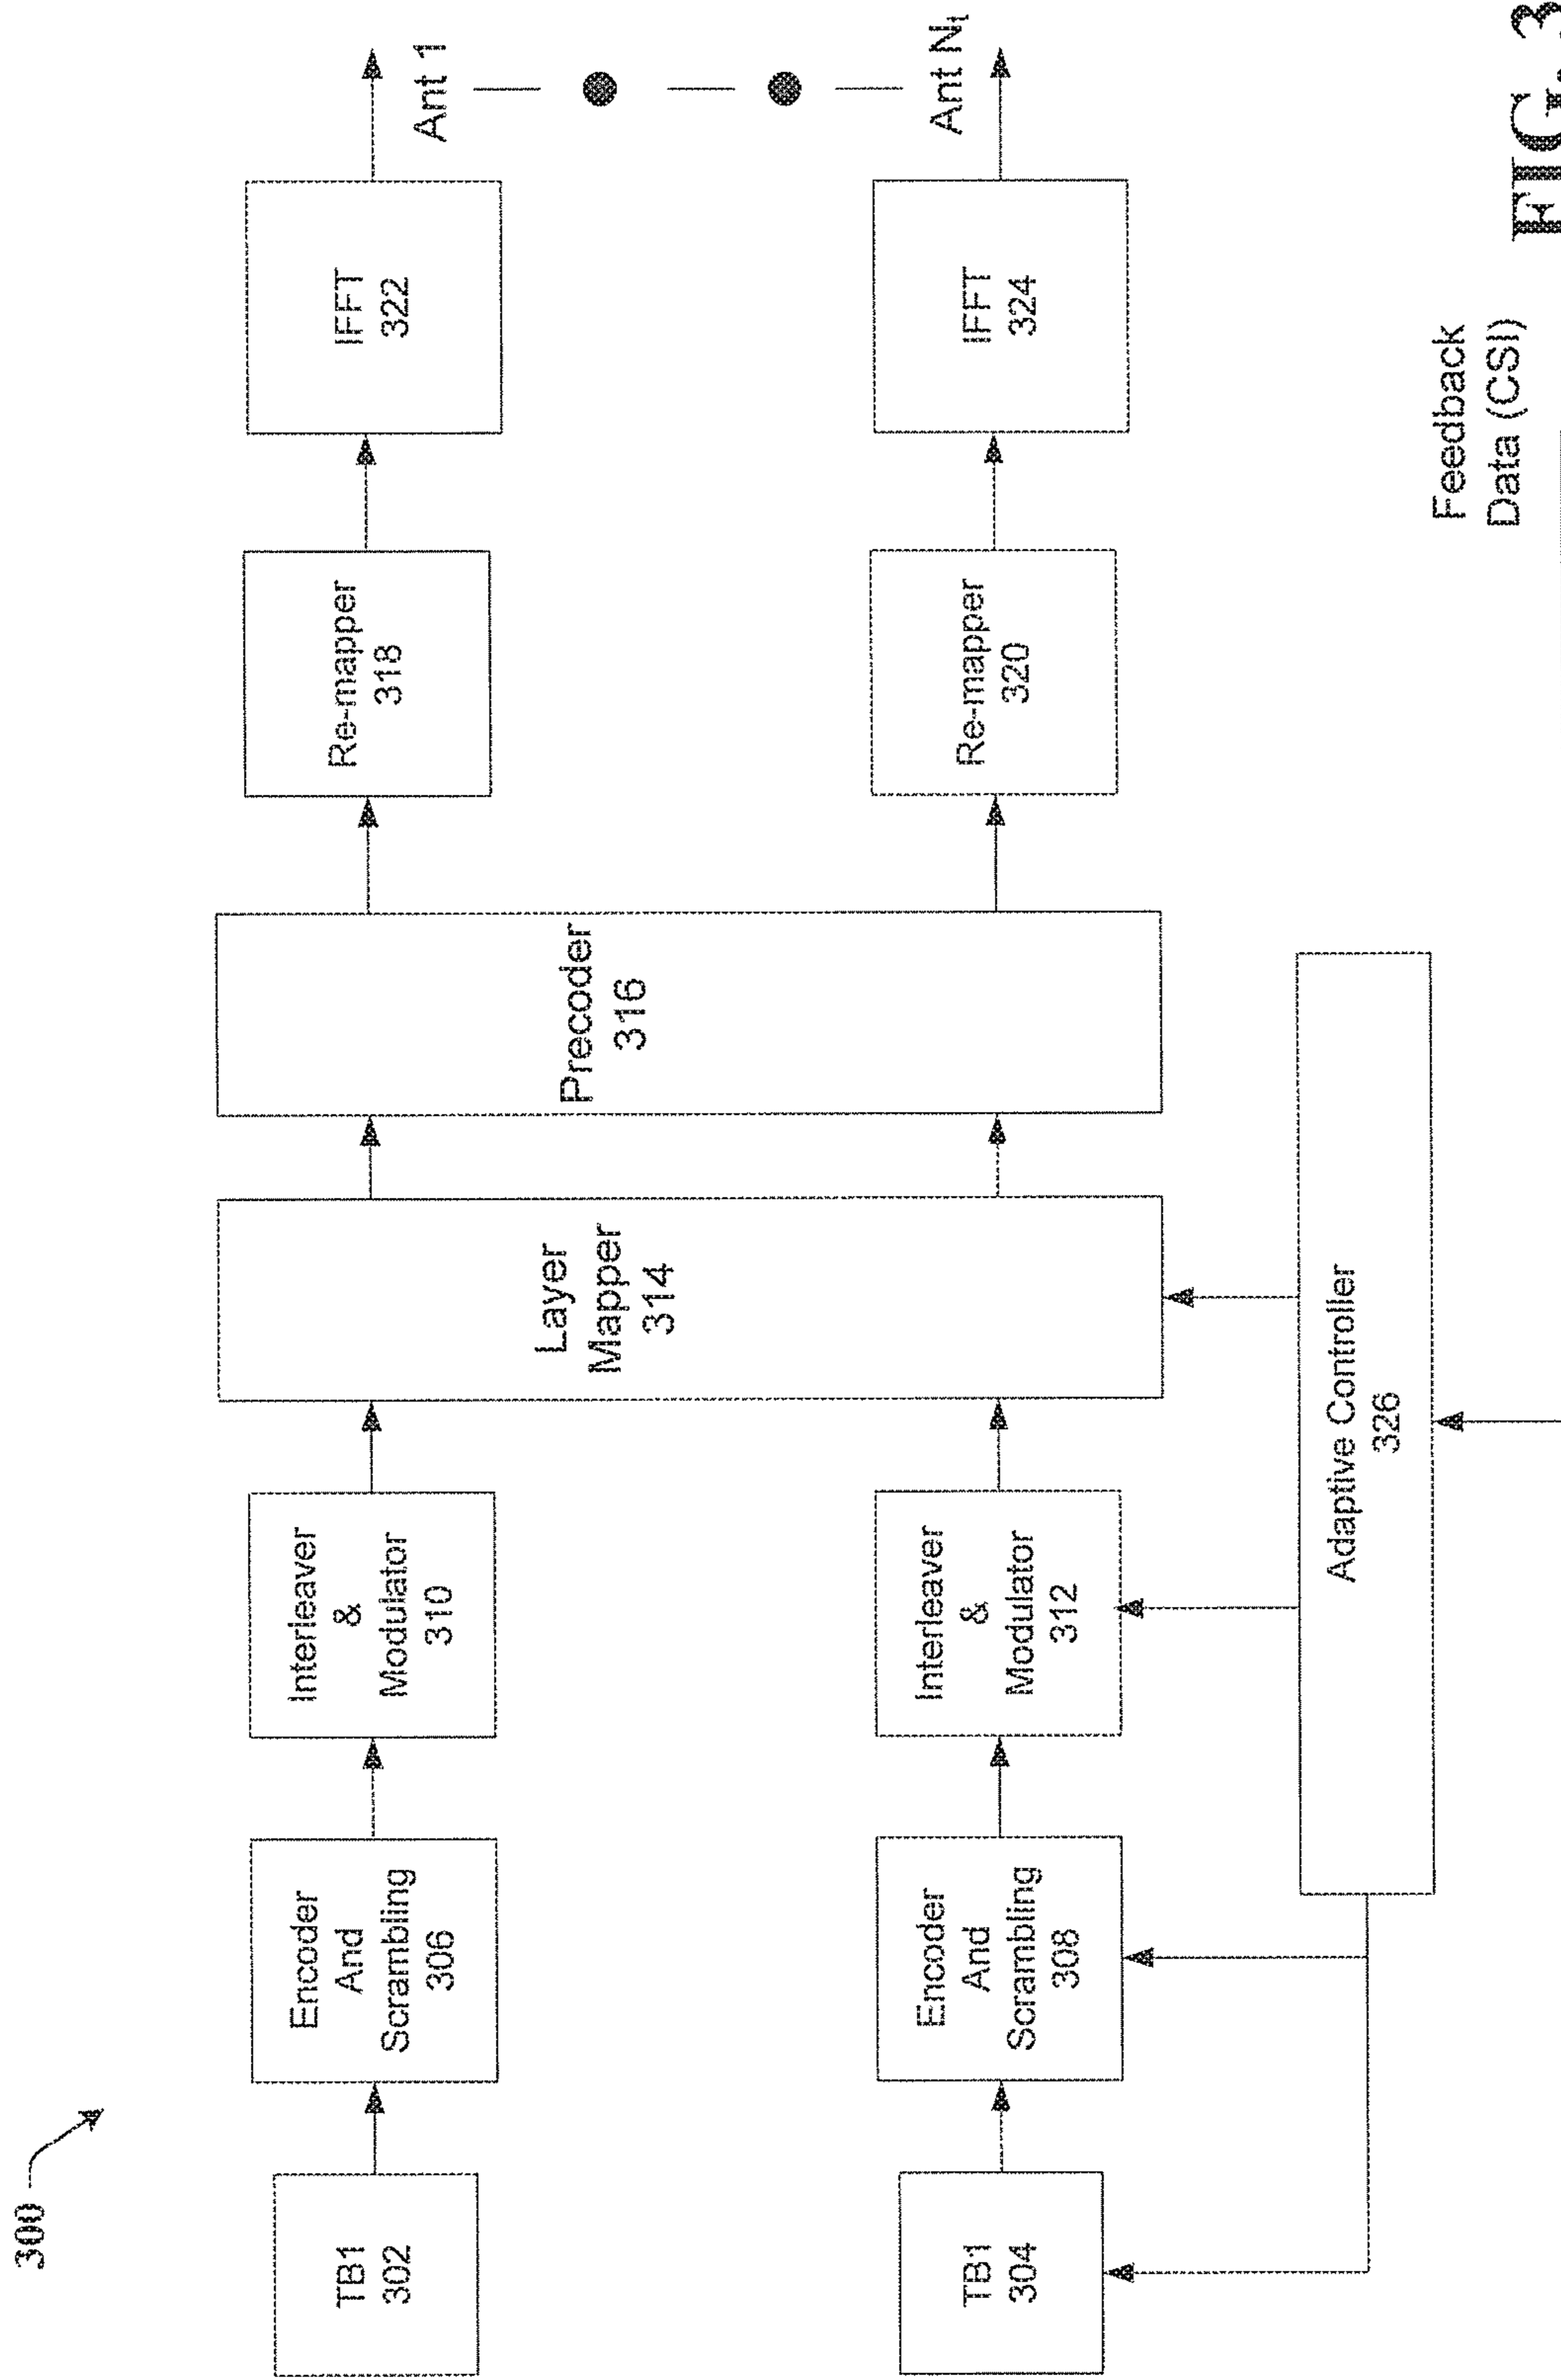 300
TB1
302
Encoder
And
Scrambling
306
Interleaver
&
Modulator
310
Layer
Mapper
314
Precoder
316
Re-mapper
318
IFFT
322
Ant 1
TB1
304
Encoder
And
Scrambling
308
Interleaver
&
Modulator
312
Re-mapper
320
IFFT
324
Ant Nt
Adaptive Controller
326
Feedback
Data (CSI)
FIG. 3